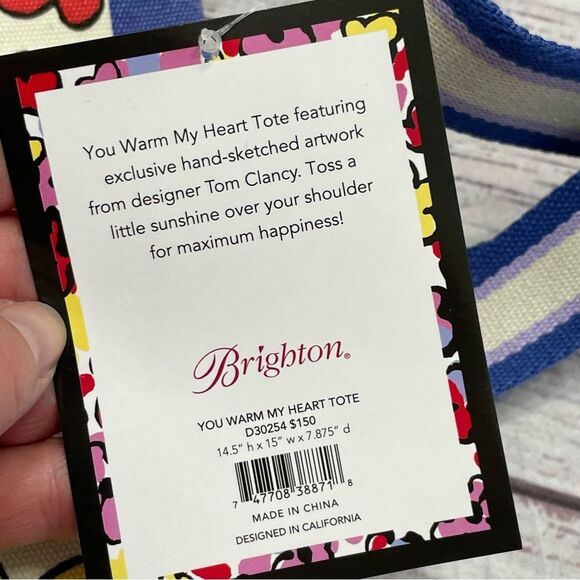 You Warm My Heart Tote featuring
exclusive hand-sketched artwork
from designer Tom Clancy. Toss a
little sunshine over your shoulder
for maximum happiness!
Brighton®
YOU WARM MY HEART TOTE
D30254 $150
14.5" h x 15" w x 7.875" d
7 47708 38871 8
MADE IN CHINA
DESIGNED IN CALIFORNIA